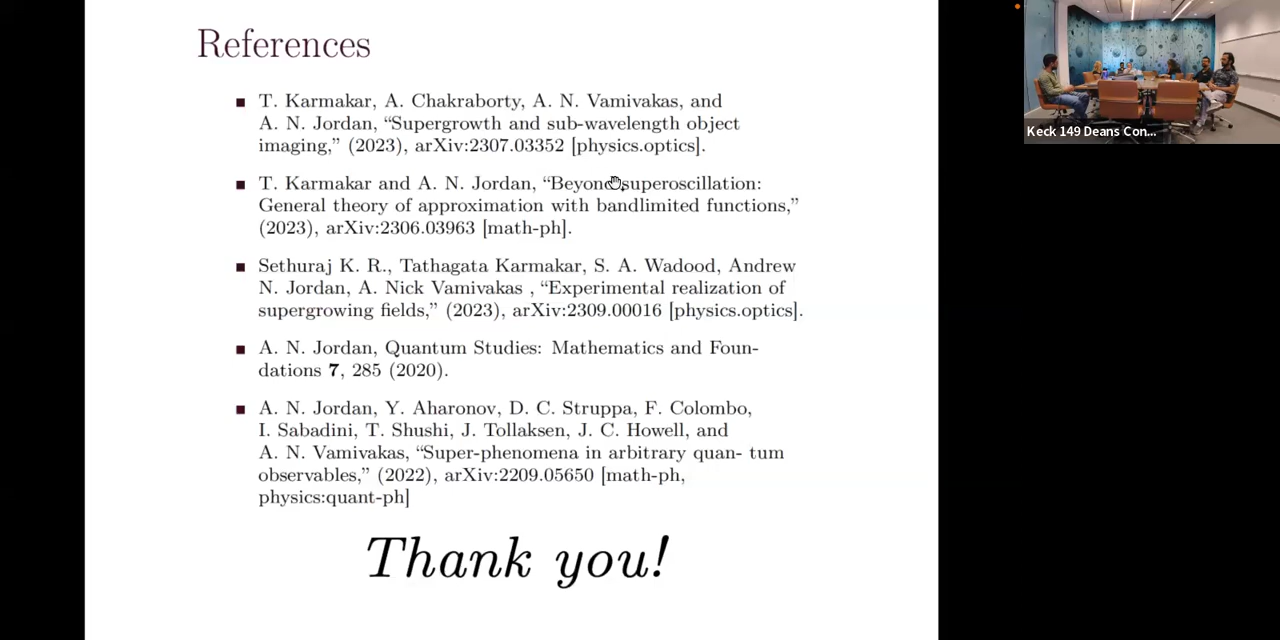 References
T. Karmakar, A. Chakraborty, A. N. Vamivakas, and
A. N. Jordan, “Supergrowth and sub-wavelength object
imaging,” (2023), arXiv:2307.03352 [physics.optics].
T. Karmakar and A. N. Jordan, “Beyond superoscillation:
General theory of approximation with bandlimited functions,”
(2023), arXiv:2306.03963 [math-ph].
Sethuraj K. R., Tathagata Karmakar, S. A. Wadood, Andrew
N. Jordan, A. Nick Vamivakas , “Experimental realization of
supergrowing fields,” (2023), arXiv:2309.00016 [physics.optics].
A. N. Jordan, Quantum Studies: Mathematics and Foun-
dations 7, 285 (2020).
A. N. Jordan, Y. Aharonov, D. C. Struppa, F. Colombo,
I. Sabadini, T. Shushi, J. Tollaksen, J. C. Howell, and
A. N. Vamivakas, “Super-phenomena in arbitrary quan- tum
observables,” (2022), arXiv:2209.05650 [math-ph,
physics:quant-ph]
Thank you!
Keck 149 Deans Con...